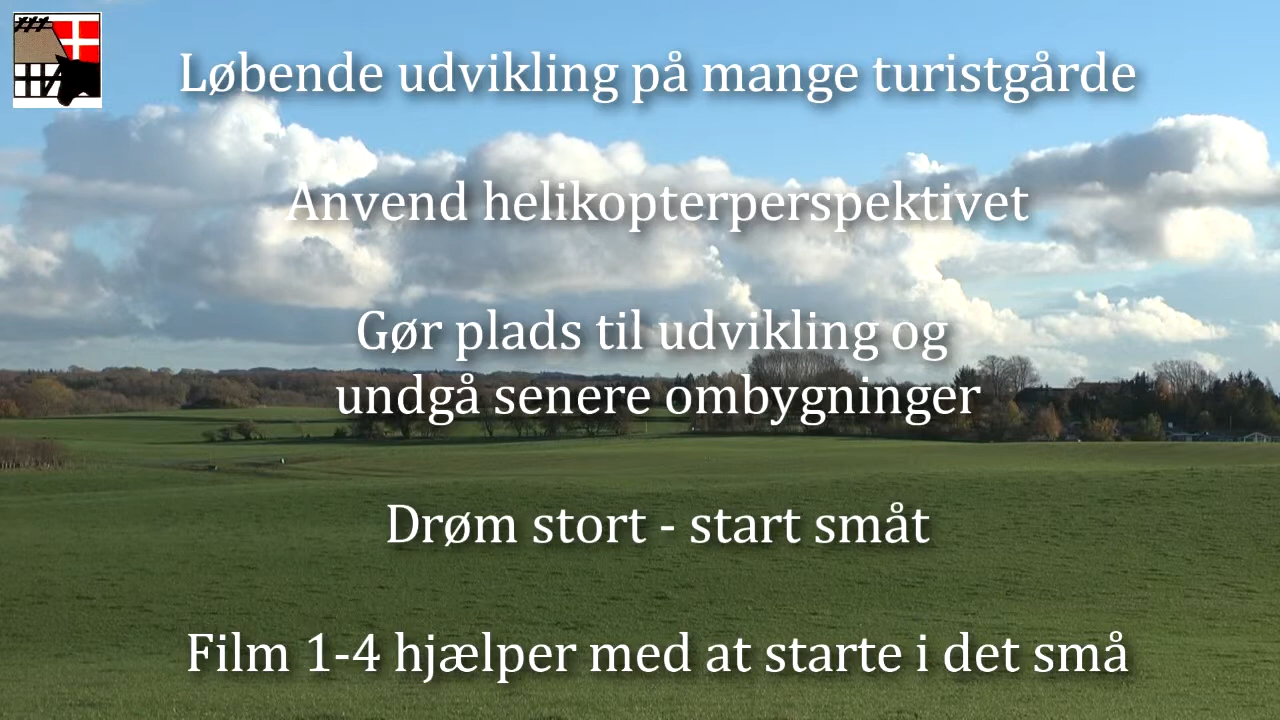 Løbende udvikling på mange turistgårde
Anvend helikopterperspektivet
Gør plads til udvikling og
undgå senere ombygninger
Drøm stort - start småt
Film 1-4 hjælper med at starte i det små